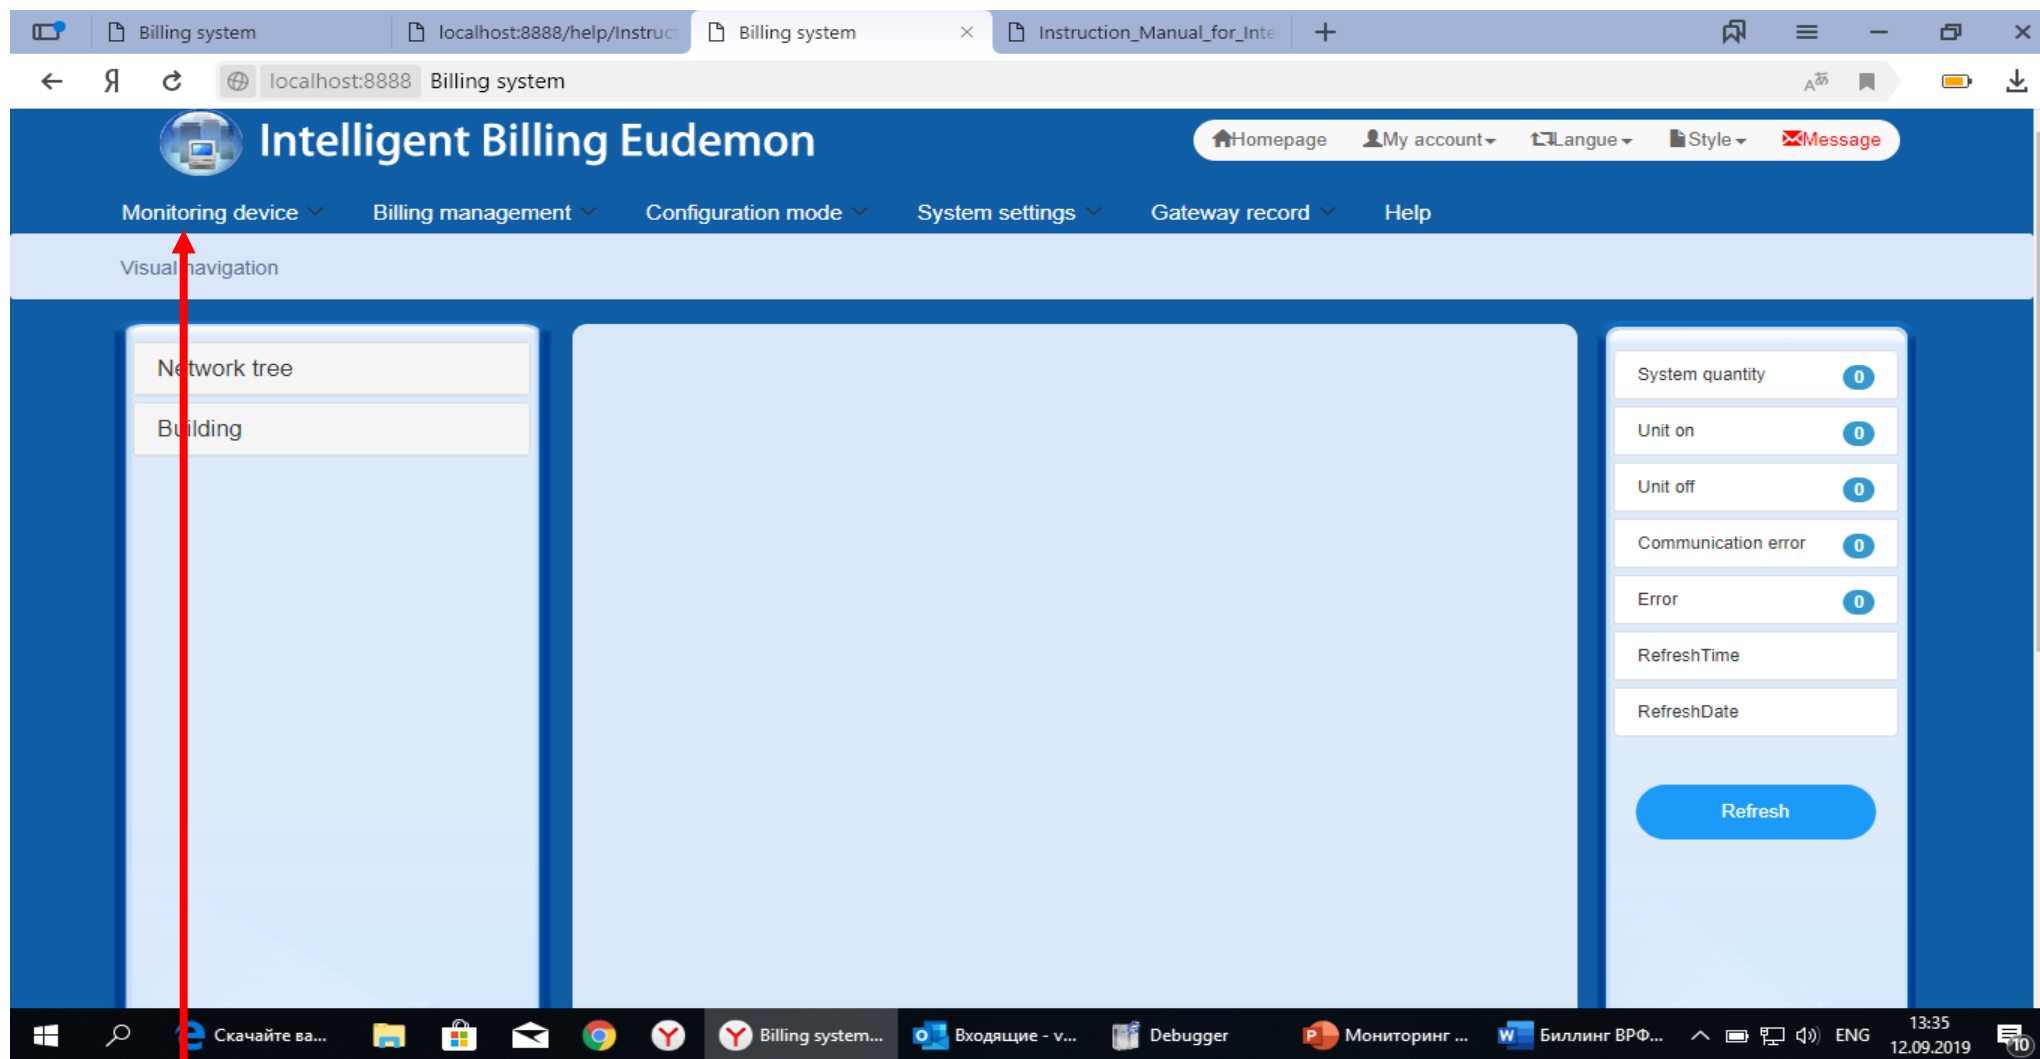 Billing system
localhost:8888/help/Instruct
Billing system
Instruction_Manual_for_Inte
Я
localhost:8888 Billing system
Intelligent Billing Eudemon
Homepage
My account
Langue
Style
Message
Monitoring device
Billing management
Configuration mode
System settings
Gateway record
Help
Visual navigation
Network tree
Building
System quantity 0
Unit on 0
Unit off 0
Communication error 0
Error 0
RefreshTime
RefreshDate
Refresh
Скачайте ва...
Billing system...
Входящие - v...
Debugger
Мониторинг ...
Биллинг ВРФ...
ENG
13:35
12.09.2019
10